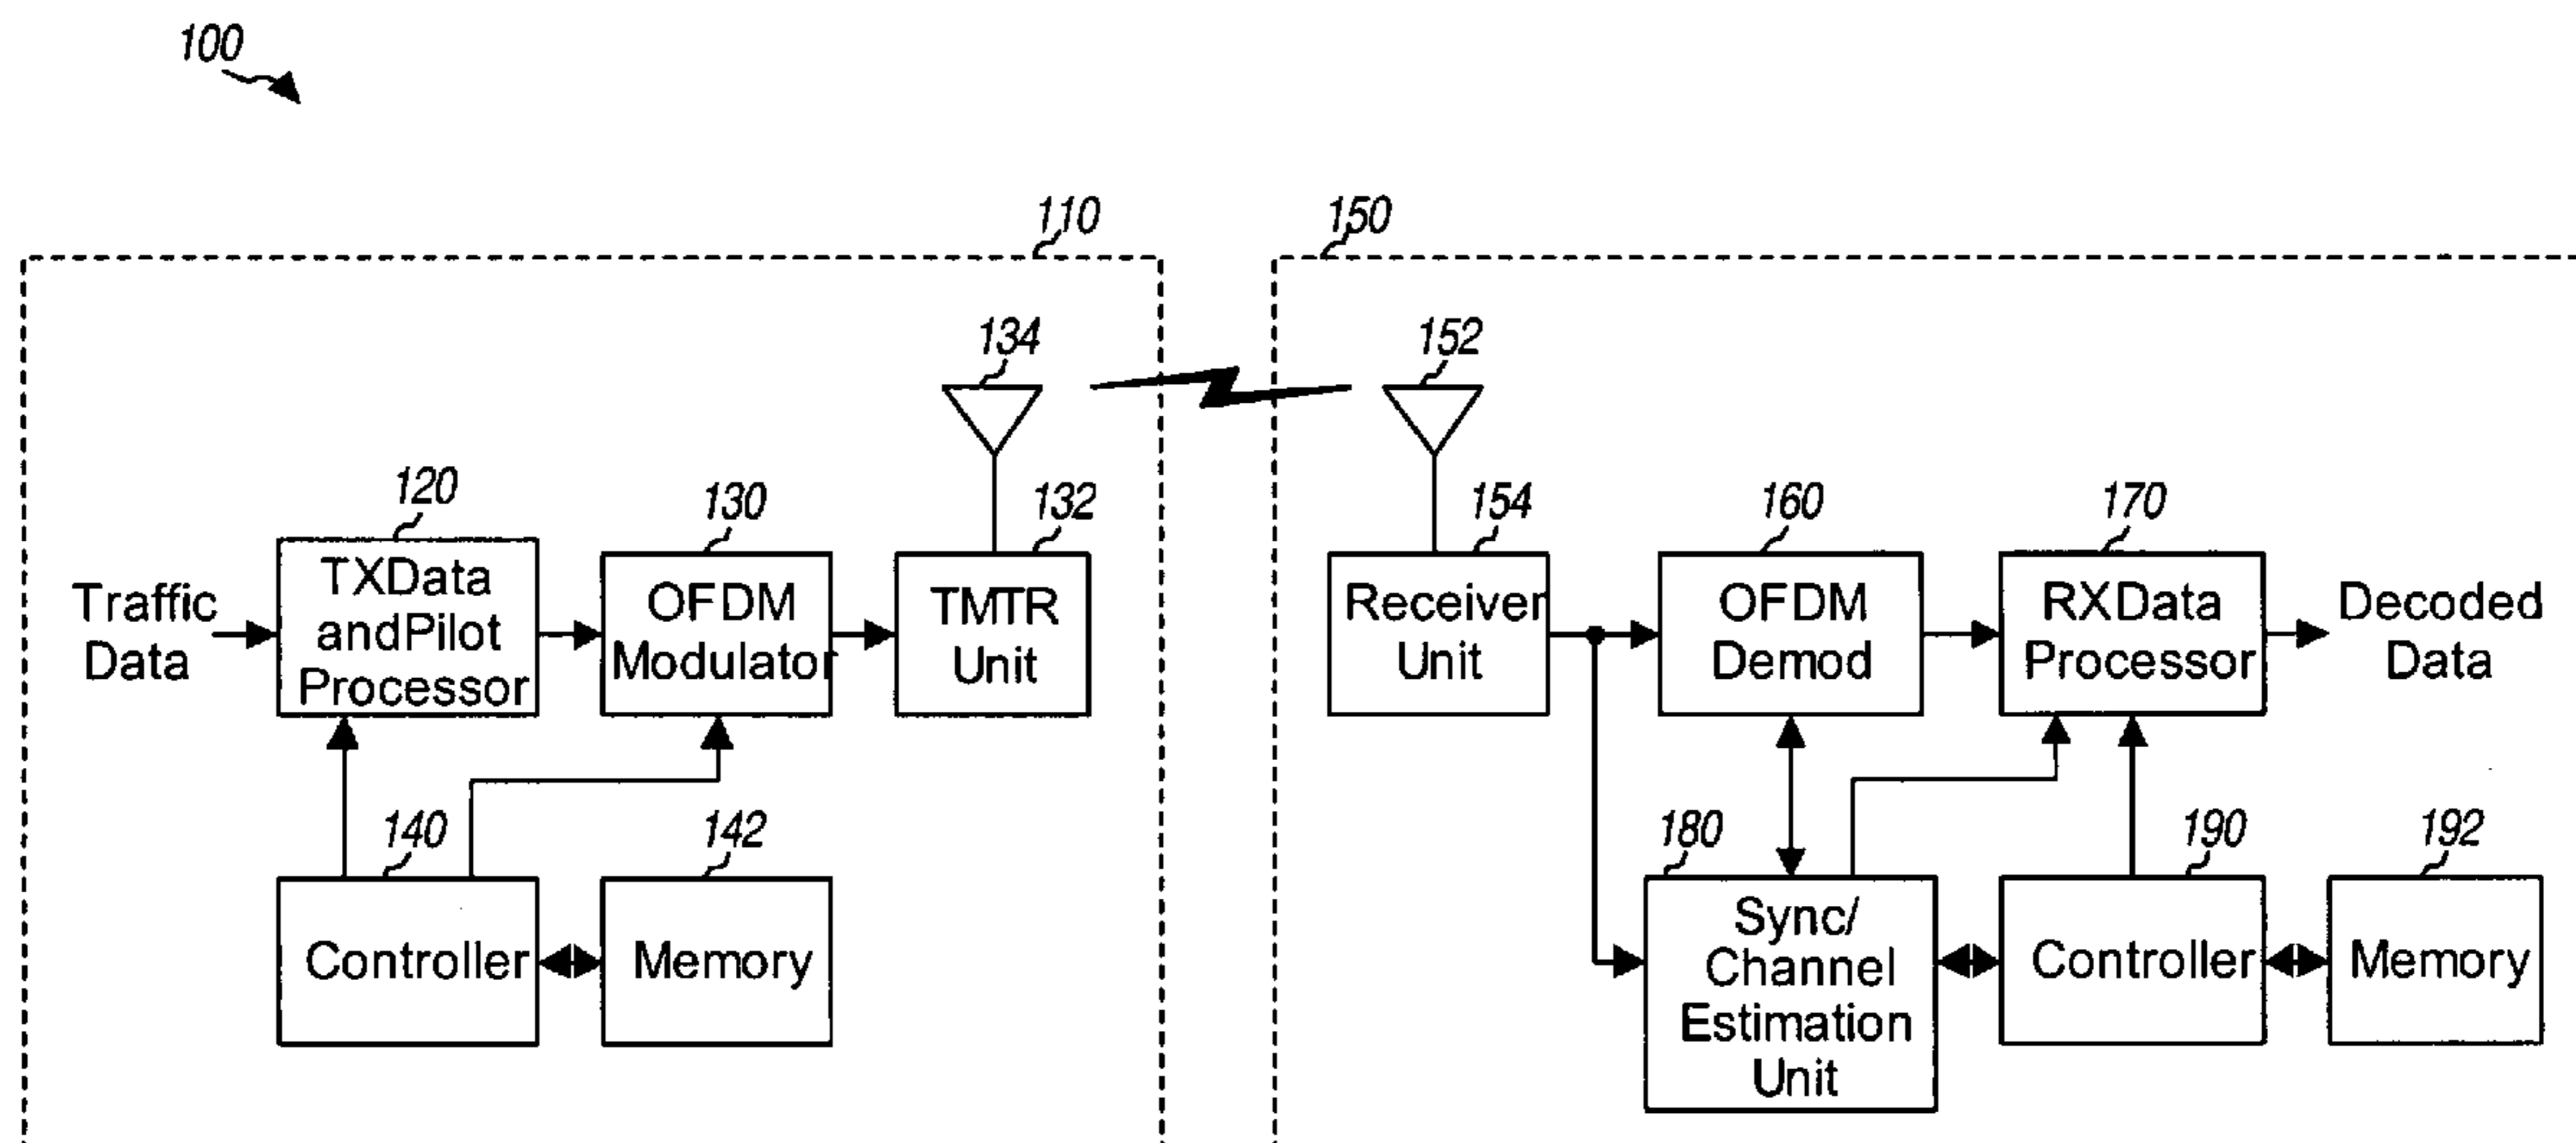 100
110
150
134
152
120
130
132
154
160
170
Traffic
Data
TXData
andPilot
Processor
OFDM
Modulator
TMTR
Unit
Receiver
Unit
OFDM
Demod
RXData
Processor
Decoded
Data
140
142
180
190
192
Controller
Memory
Sync/
Channel
Estimation
Unit
Controller
Memory